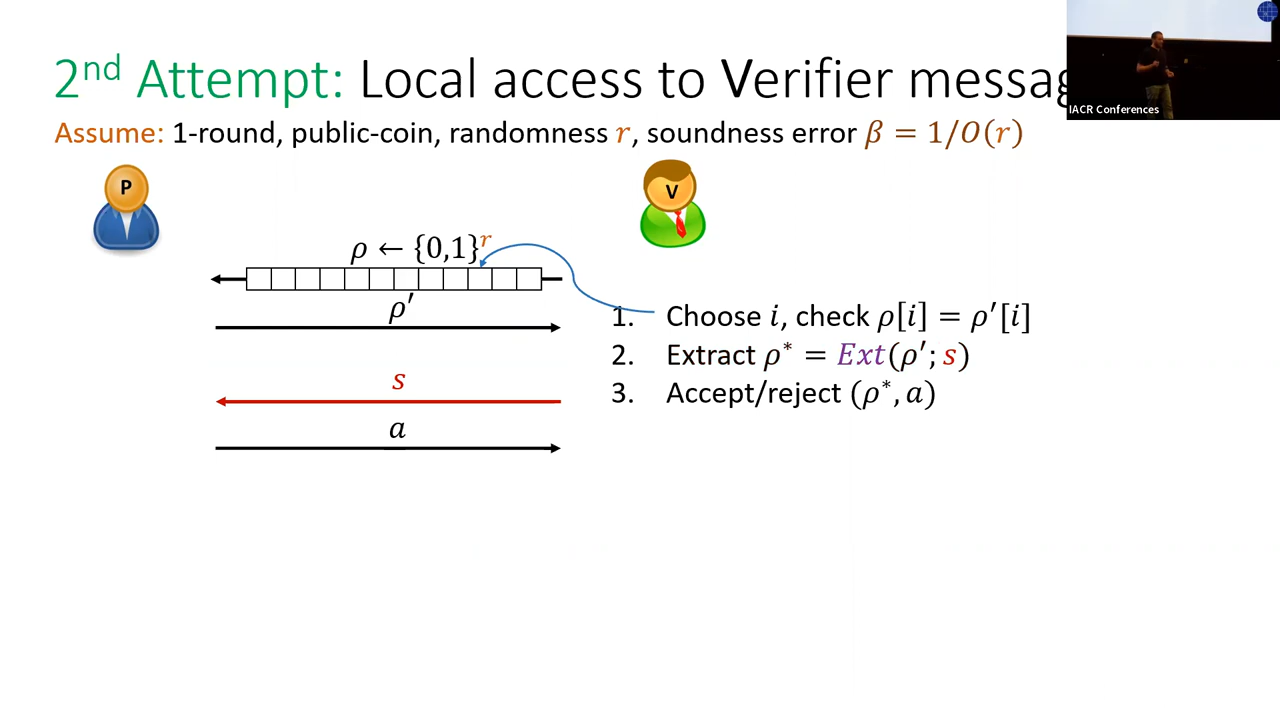 2nd Attempt: Local access to Verifier messag
IACR Conferences
Assume: 1-round, public-coin, randomness r, soundness error β = 1/O(r)
P
V
ρ ← {0,1}^r
ρ′
1. Choose i, check ρ[i] = ρ′[i]
2. Extract ρ* = Ext(ρ′; s)
s
3. Accept/reject (ρ*, a)
a